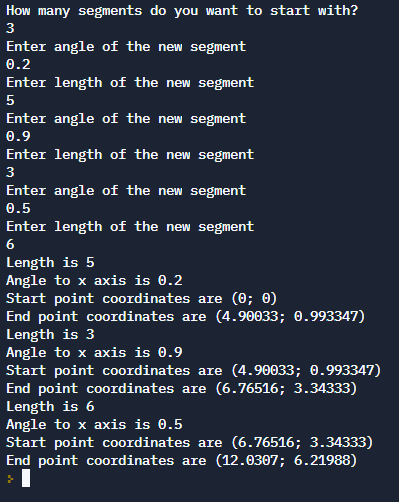 How many segments do you want to start with?
3
Enter angle of the new segment
0.2
Enter length of the new segment
5
Enter angle of the new segment
0.9
Enter length of the new segment
3
Enter angle of the new segment
0.5
Enter length of the new segment
6
Length is 5
Angle to x axis is 0.2
Start point coordinates are (0; 0)
End point coordinates are (4.90033; 0.993347)
Length is 3
Angle to x axis is 0.9
Start point coordinates are (4.90033; 0.993347)
End point coordinates are (6.76516; 3.34333)
Length is 6
Angle to x axis is 0.5
Start point coordinates are (6.76516; 3.34333)
End point coordinates are (12.0307; 6.21988)
>